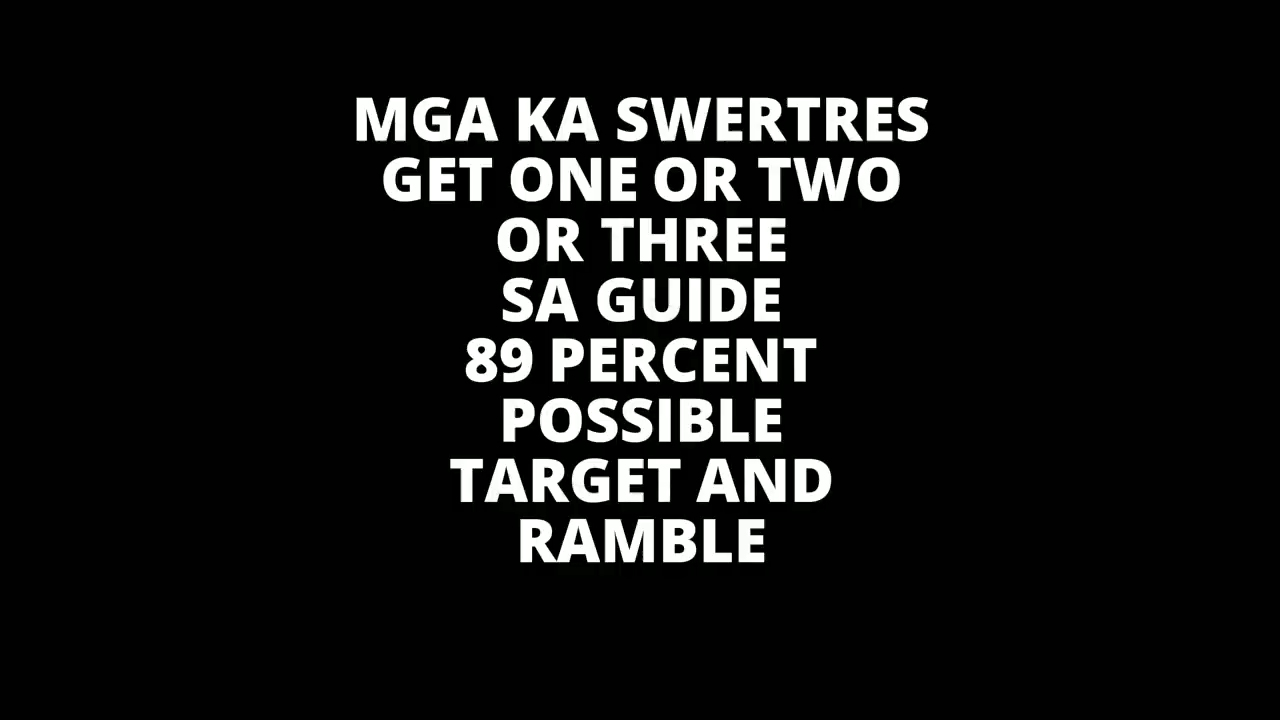 MGA KA SWERTRES
GET ONE OR TWO
OR THREE
SA GUIDE
89 PERCENT
POSSIBLE
TARGET AND
RAMBLE